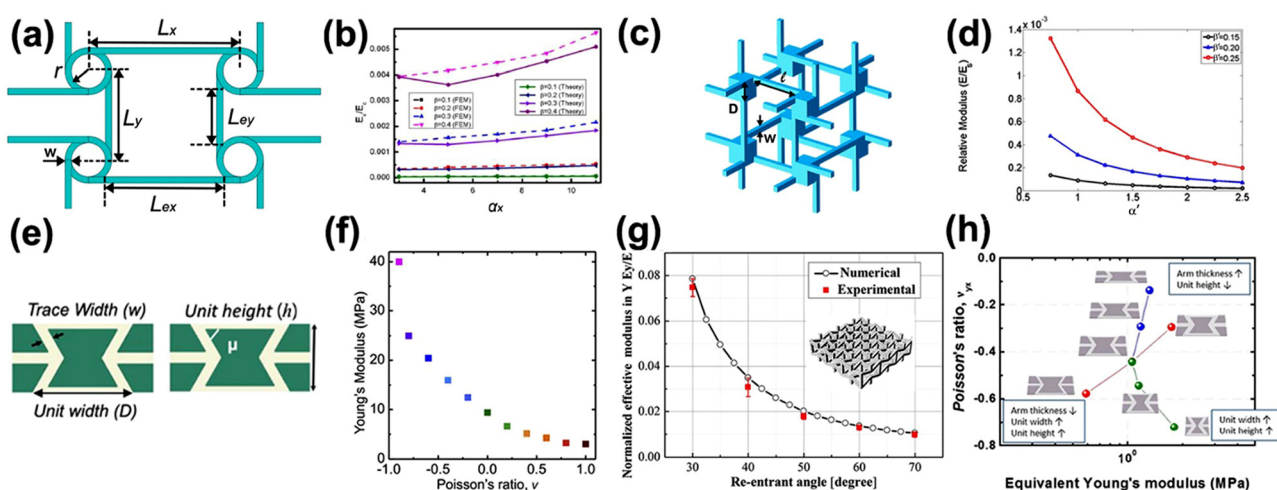 (a)
Lx
r
Ly
Ley
w
Lex
(b)
0.005
0.004
0.003
0.002
0.001
0.000
4
6
8
10
αx
β=0.1 (FEM)
β=0.2 (FEM)
β=0.3 (FEM)
β=0.4 (FEM)
β=0.1 (Theory)
β=0.2 (Theory)
β=0.3 (Theory)
β=0.4 (Theory)
(c)
ℓ
D
W
(d)
×10⁻³
1.4
1.2
1
0.8
0.6
0.4
0.2
0
0.5
1
1.5
2
2.5
α'
β'=0.15
β'=0.20
β'=0.25
(e)
Trace Width (w)
Unit height (h)
μ
Unit width (D)
(f)
Young's Modulus (MPa)
40
35
30
25
20
15
10
5
0
-1.0
-0.5
0.0
0.5
1.0
Poisson's ratio, v
(g)
Normalized effective modulus in Y Ey/E
0.08
0.06
0.04
0.02
0.00
30
40
50
60
70
Re-entrant angle [degree]
Numerical
Experimental
(h)
Poisson's ratio, νyx
0.0
-0.2
-0.4
-0.6
-0.8
10⁰
Equivalent Young's modulus (MPa)
Arm thickness ↑
Unit height ↓
Arm thickness ↓
Unit width ↑
Unit height ↑
Unit width ↑
Unit height ↑